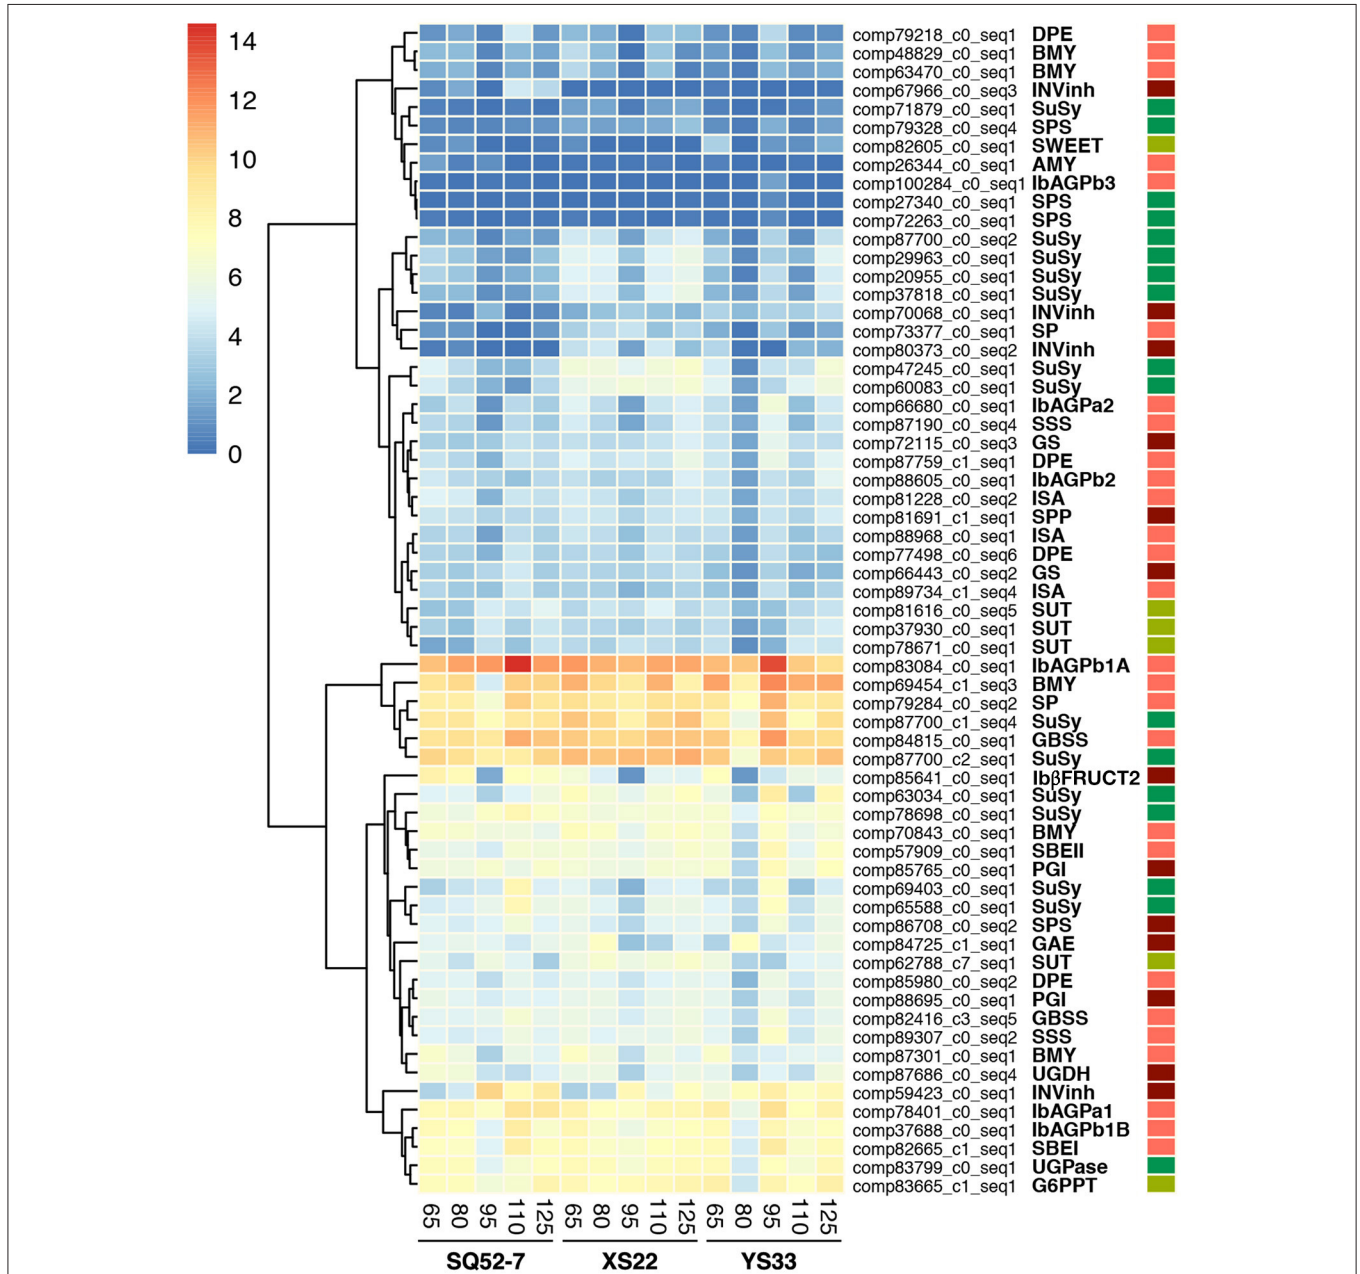 14
12
10
8
6
4
2
0
comp79218_c0_seq1 DPE
comp48829_c0_seq1 BMY
comp63470_c0_seq1 BMY
comp67966_c0_seq3 INVinh
comp71879_c0_seq1 SuSy
comp79328_c0_seq4 SPS
comp82605_c0_seq1 SWEET
comp26344_c0_seq1 AMY
comp100284_c0_seq1 IbAGPb3
comp27340_c0_seq1 SPS
comp72263_c0_seq1 SPS
comp87700_c0_seq2 SuSy
comp29963_c0_seq1 SuSy
comp20955_c0_seq1 SuSy
comp37818_c0_seq1 SuSy
comp70068_c0_seq1 INVinh
comp73377_c0_seq1 SP
comp80373_c0_seq2 INVinh
comp47245_c0_seq1 SuSy
comp60083_c0_seq1 SuSy
comp66680_c0_seq1 IbAGPa2
comp87190_c0_seq4 SSS
comp72115_c0_seq3 GS
comp87759_c1_seq1 DPE
comp88605_c0_seq1 IbAGPb2
comp81228_c0_seq2 ISA
comp81691_c1_seq1 SPP
comp88968_c0_seq1 ISA
comp77498_c0_seq6 DPE
comp66443_c0_seq2 GS
comp89734_c1_seq4 ISA
comp81616_c0_seq5 SUT
comp37930_c0_seq1 SUT
comp78671_c0_seq1 SUT
comp83084_c0_seq1 IbAGPb1A
comp69454_c1_seq3 BMY
comp79284_c0_seq2 SP
comp87700_c1_seq4 SuSy
comp84815_c0_seq1 GBSS
comp87700_c2_seq1 SuSy
comp85641_c0_seq1 IbβFRUCT2
comp63034_c0_seq1 SuSy
comp78698_c0_seq1 SuSy
comp70843_c0_seq1 BMY
comp57909_c0_seq1 SBEII
comp85765_c0_seq1 PGI
comp69403_c0_seq1 SuSy
comp65588_c0_seq1 SuSy
comp86708_c0_seq2 SPS
comp84725_c1_seq1 GAE
comp62788_c7_seq1 SUT
comp85980_c0_seq2 DPE
comp88695_c0_seq1 PGI
comp82416_c3_seq5 GBSS
comp89307_c0_seq2 SSS
comp87301_c0_seq1 BMY
comp87686_c0_seq4 UGDH
comp59423_c0_seq1 INVinh
comp78401_c0_seq1 IbAGPa1
comp37688_c0_seq1 IbAGPb1B
comp82665_c1_seq1 SBEI
comp83799_c0_seq1 UGPase
comp83665_c1_seq1 G6PPT
65 80 95 110 125 65 80 95 110 125 65 80 95 110 125
SQ52-7 XS22 YS33